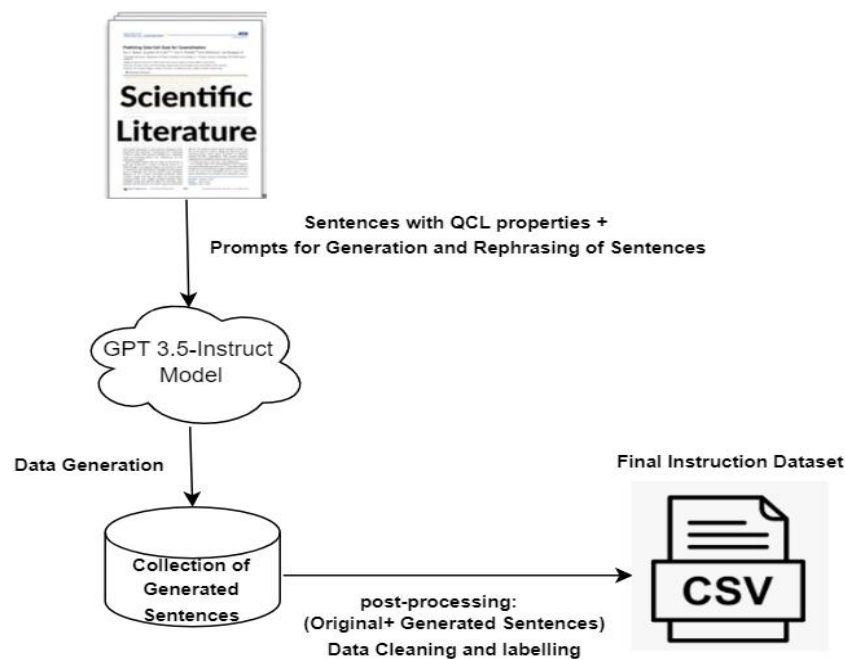 Scientific
Literature
Sentences with QCL properties +
Prompts for Generation and Rephrasing of Sentences
GPT 3.5-Instruct
Model
Data Generation
Final Instruction Dataset
Collection of
Generated
Sentences
CSV
post-processing:
(Original+ Generated Sentences)
Data Cleaning and labelling